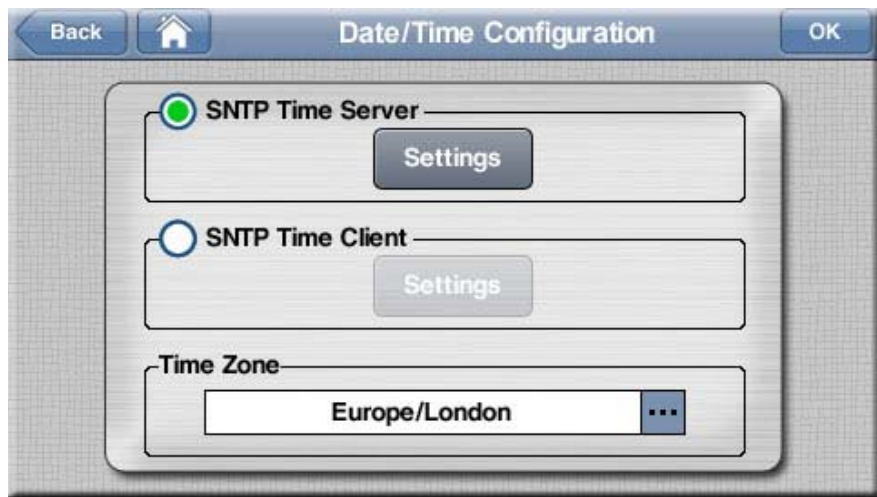 Back
Date/Time Configuration
OK
SNTP Time Server
Settings
SNTP Time Client
Settings
Time Zone
Europe/London
...